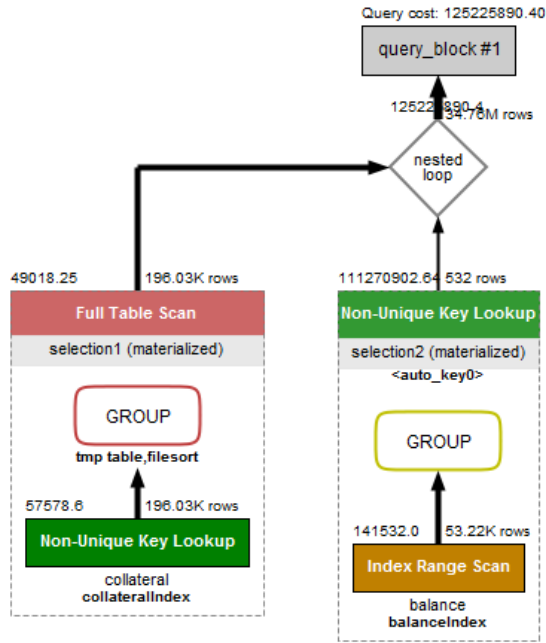 Query cost: 125225890.40
query_block #1
125225890.4
34.76M rows
nested
loop
49018.25 196.03K rows
111270902.64 532 rows
Full Table Scan
Non-Unique Key Lookup
selection1 (materialized)
selection2 (materialized)
<auto_key0>
GROUP
GROUP
tmp table,filesort
57578.6 196.03K rows
141532.0 53.22K rows
Non-Unique Key Lookup
Index Range Scan
collateral
collateralIndex
balance
balanceIndex